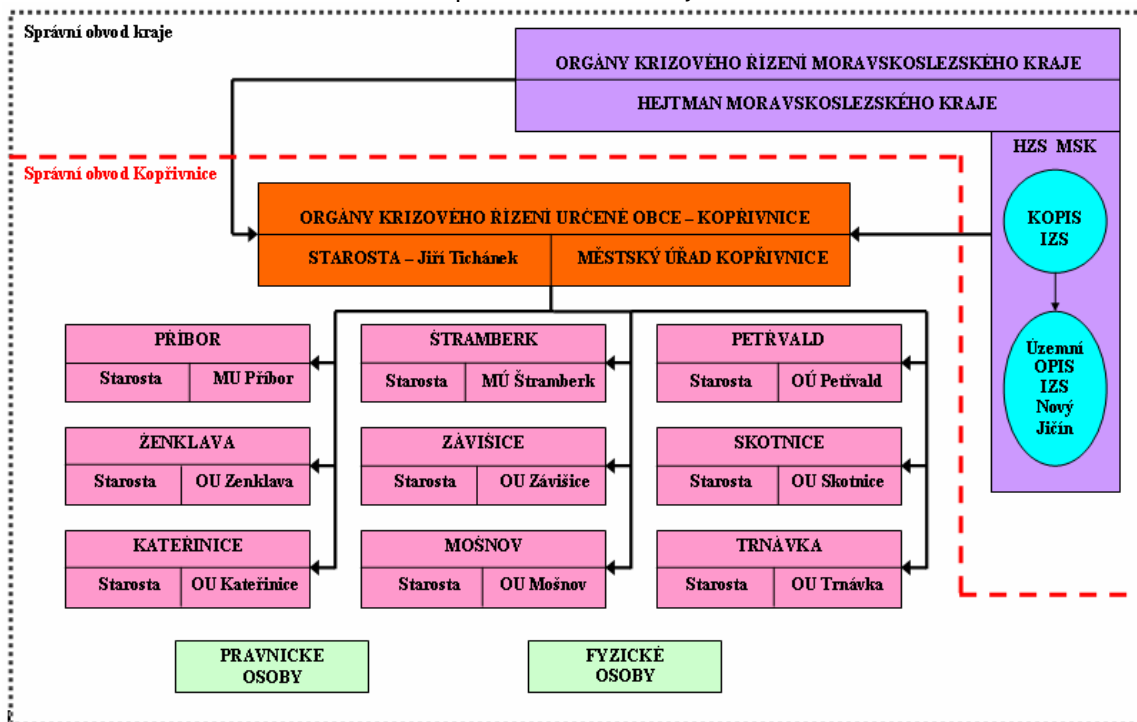 Správní obvod kraje
ORGÁNY KRIZOVÉHO ŘÍZENÍ MORAVSKOSLEZSKÉHO KRAJE
HEJTMAN MORAVSKOSLEZSKÉHO KRAJE
HZS MSK
Správní obvod Kopřivnice
KOPIS
IZS
ORGÁNY KRIZOVÉHO ŘÍZENÍ URČENÉ OBCE – KOPŘIVNICE
STAROSTA – Jiří Tichánek
MĚSTSKÝ ÚŘAD KOPŘIVNICE
Územní
OPIS
IZS
Nový
Jičín
PŘÍBOR
Starosta
MU Příbor
ŠTRAMBERK
Starosta
MÚ Štramberk
PETŘVALD
Starosta
OÚ Petřvald
ŽENKLAVA
Starosta
OU Zenklava
ZÁVIŠICE
Starosta
OU Závišice
SKOTNICE
Starosta
OU Skotnice
KATEŘINICE
Starosta
OU Kateřinice
MOŠNOV
Starosta
OU Mošnov
TRNÁVKA
Starosta
OU Trnávka
PRAVNICKE
OSOBY
FYZICKÉ
OSOBY